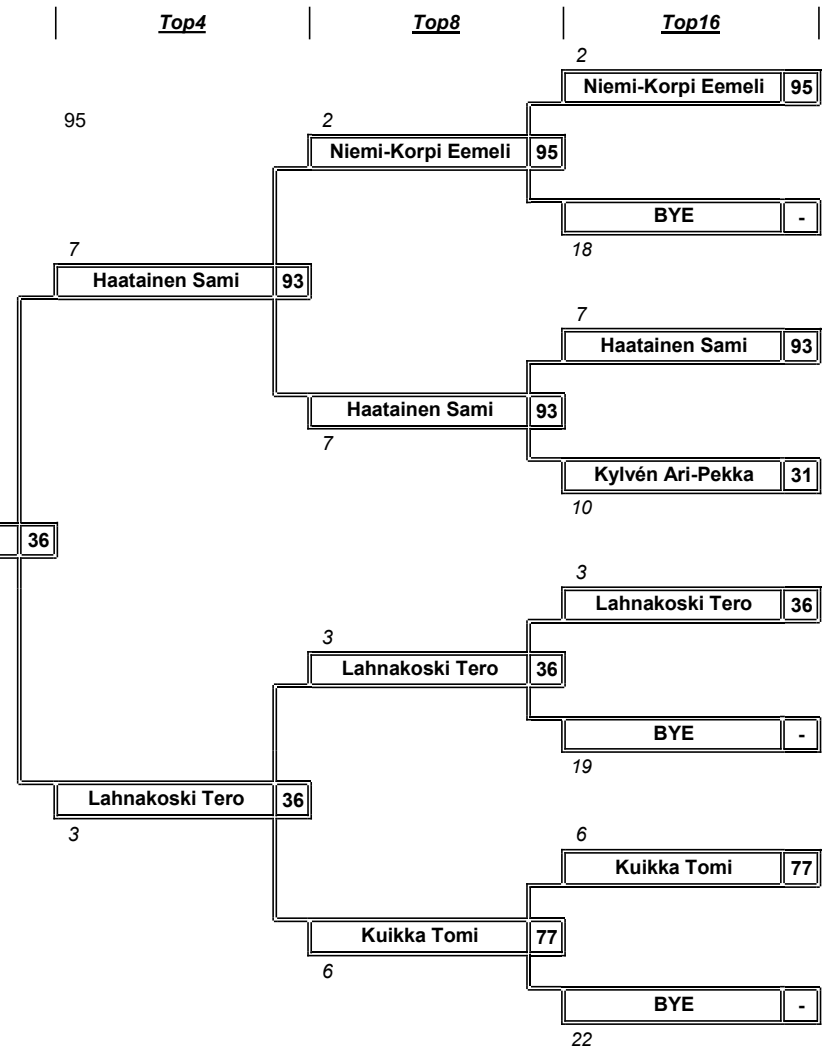 Top4 Top8 Top16
2
Niemi-Korpi Eemeli 95
95 2
Niemi-Korpi Eemeli 95
BYE -
7 18
Haatainen Sami 93
7
Haatainen Sami 93
Haatainen Sami 93
7
Kylvén Ari-Pekka 31
10
36
3
Lahnakoski Tero 36
3
Lahnakoski Tero 36
BYE -
19
Lahnakoski Tero 36
3 6
Kuikka Tomi 77
Kuikka Tomi 77
6
BYE -
22